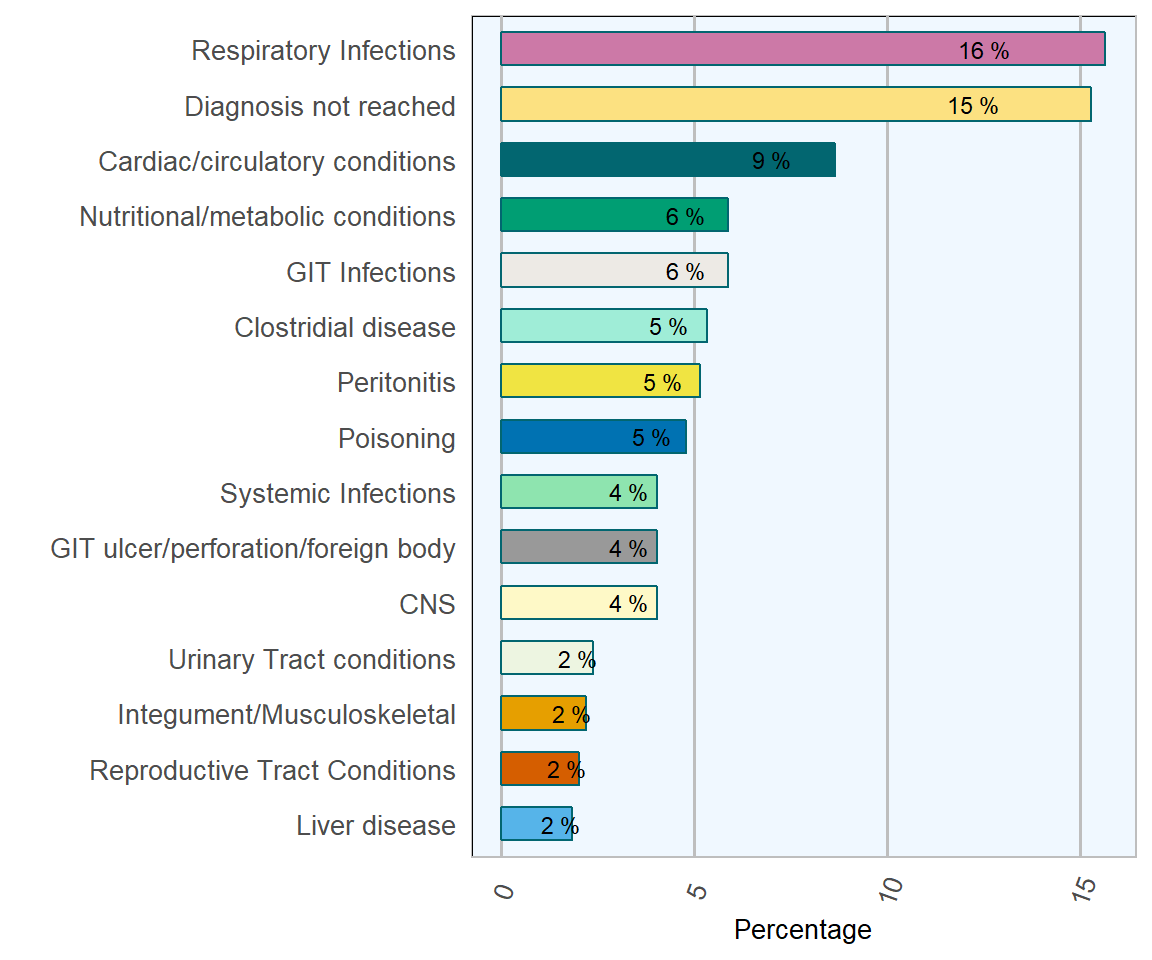 Respiratory Infections 16 %
Diagnosis not reached 15 %
Cardiac/circulatory conditions 9 %
Nutritional/metabolic conditions 6 %
GIT Infections 6 %
Clostridial disease 5 %
Peritonitis 5 %
Poisoning 5 %
Systemic Infections 4 %
GIT ulcer/perforation/foreign body 4 %
CNS 4 %
Urinary Tract conditions 2 %
Integument/Musculoskeletal 2 %
Reproductive Tract Conditions 2 %
Liver disease 2 %
0 5 10 15
Percentage